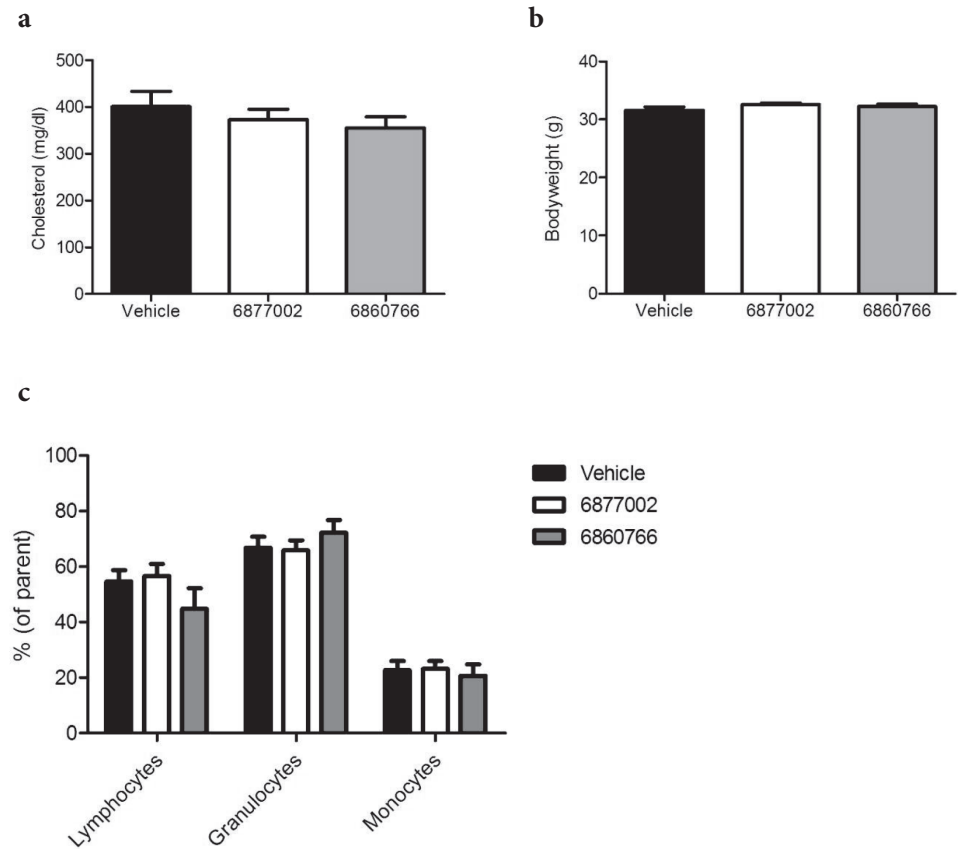 a
b
500
400
300
200
100
0
Cholesterol (mg/dl)
Vehicle
6877002
6860766
40
30
20
10
0
Bodyweight (g)
Vehicle
6877002
6860766
c
100
80
60
40
20
0
% (of parent)
Lymphocytes
Granulocytes
Monocytes
Vehicle
6877002
6860766